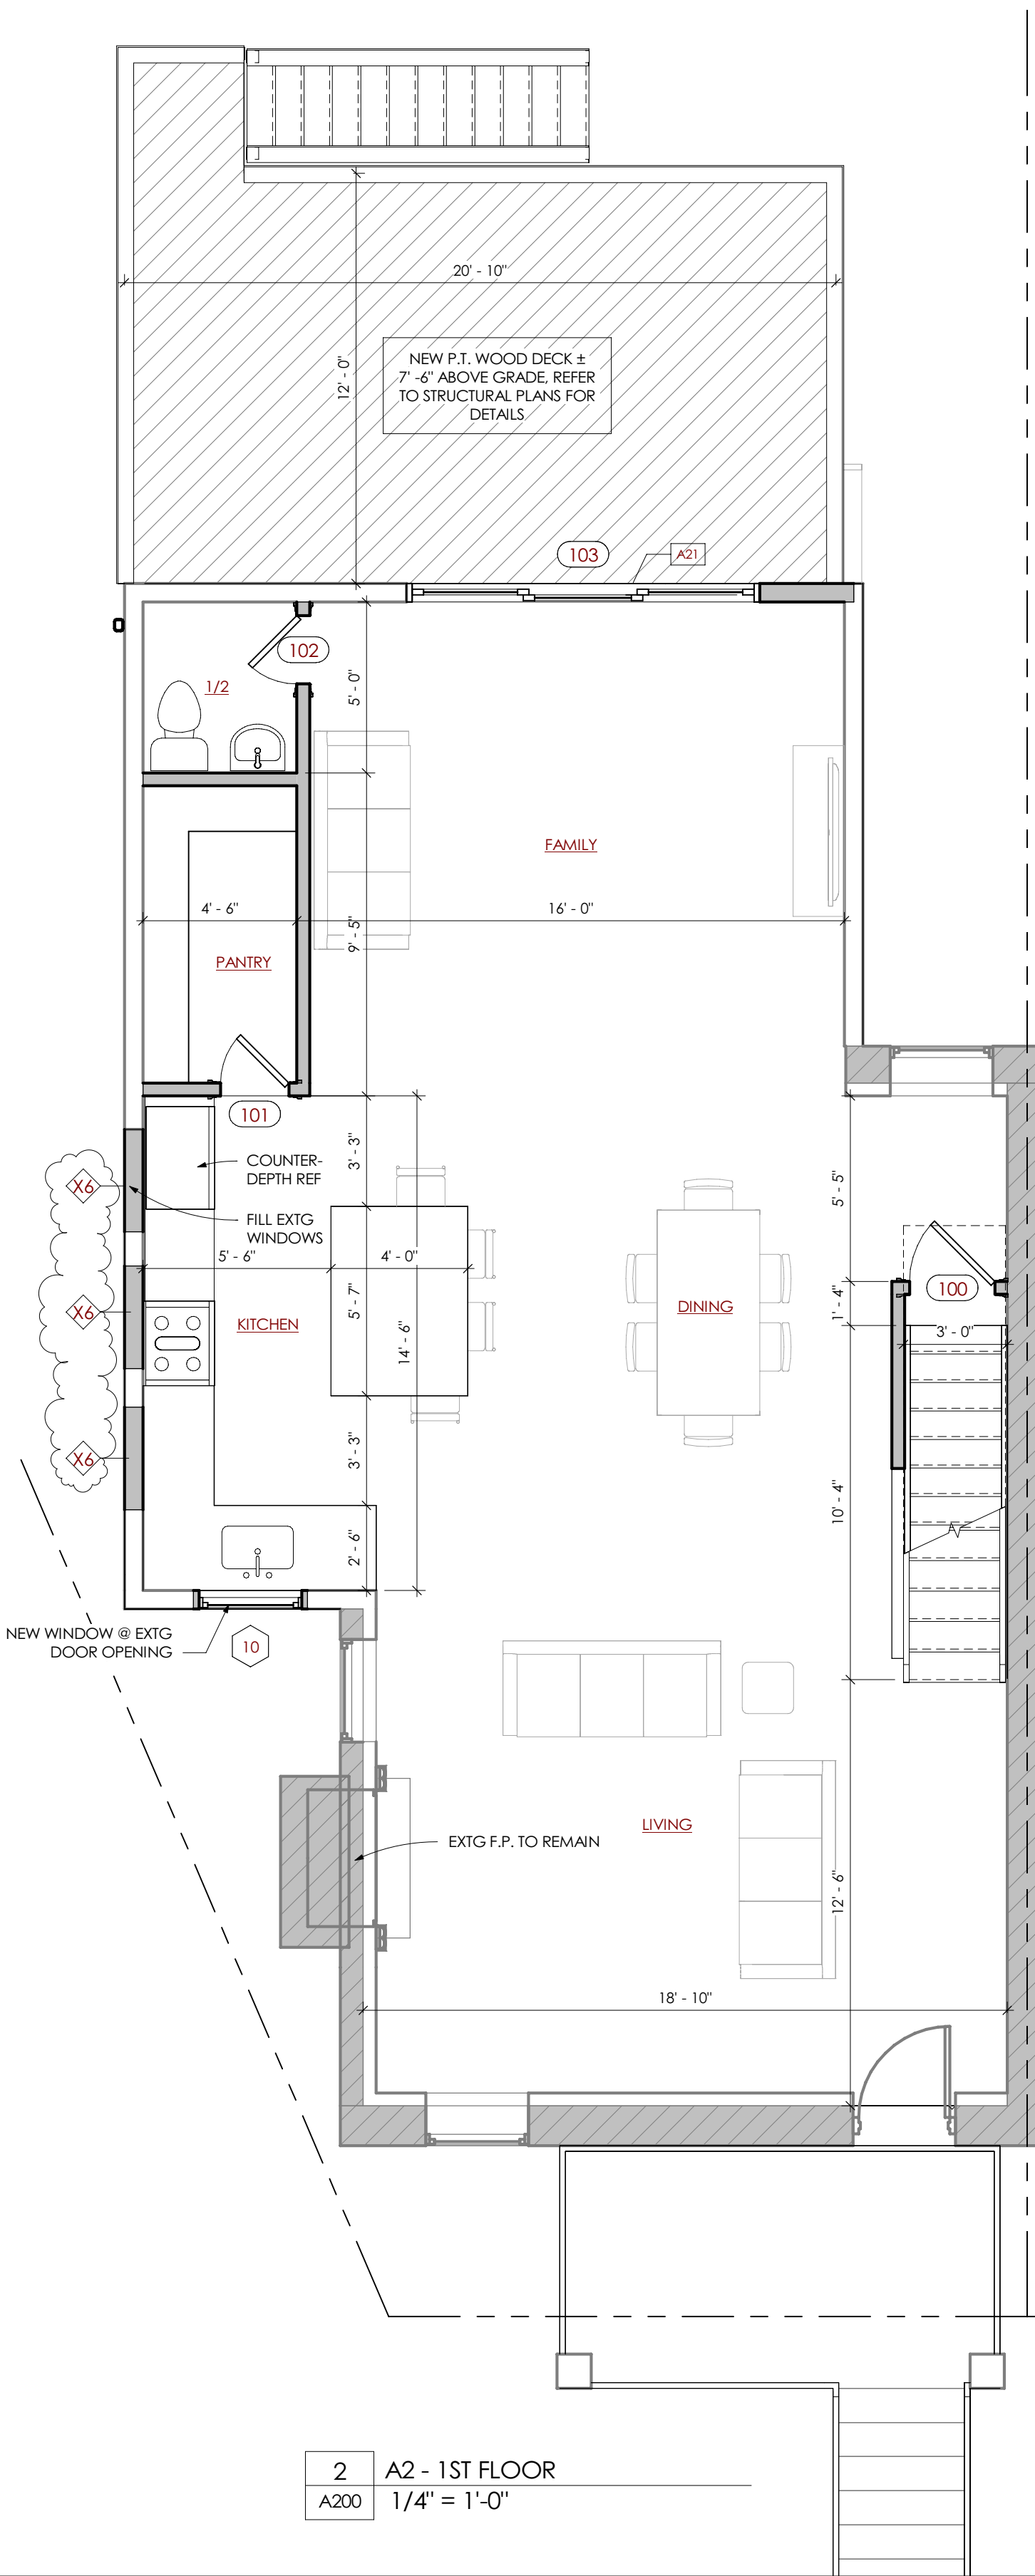 20' - 10"
12' - 0"
NEW P.T. WOOD DECK ±
7' -6" ABOVE GRADE, REFER
TO STRUCTURAL PLANS FOR
DETAILS
103
A21
102
1/2
5' - 0"
FAMILY
4' - 6"
16' - 0"
9' - 5"
PANTRY
101
COUNTER-
DEPTH REF
3' - 3"
5' - 5"
X6
FILL EXTG
WINDOWS
5' - 6"
4' - 0"
100
X6
KITCHEN
5' - 7"
14' - 6"
DINING
1' - 4"
3' - 0"
X6
3' - 3"
10' - 4"
2' - 6"
NEW WINDOW @ EXTG
DOOR OPENING
10
LIVING
EXTG F.P. TO REMAIN
12' - 6"
18' - 10"
2
A2 - 1ST FLOOR
A200
1/4" = 1'-0"